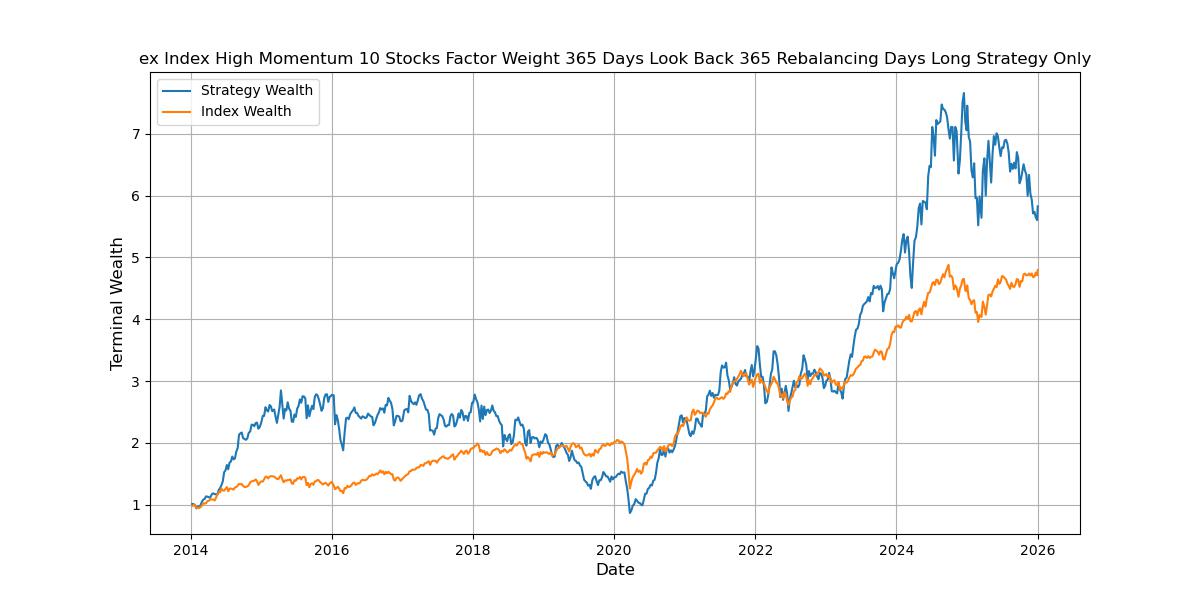 ex Index High Momentum 10 Stocks Factor Weight 365 Days Look Back 365 Rebalancing Days Long Strategy Only
Strategy Wealth
Index Wealth
Terminal Wealth
7
6
5
4
3
2
1
2014 2016 2018 2020 2022 2024 2026
Date